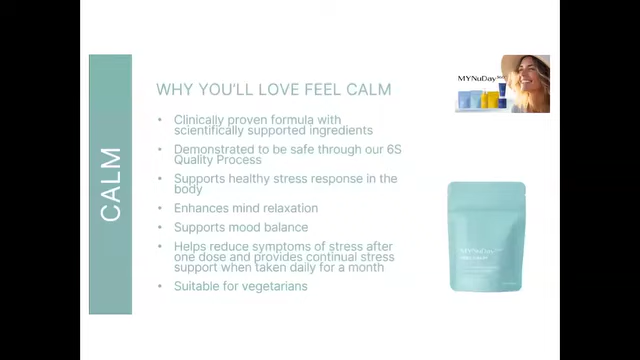 CALM
WHY YOU'LL LOVE FEEL CALM
• Clinically proven formula with
scientifically supported ingredients
• Demonstrated to be safe through our 6S
Quality Process
• Supports healthy stress response in the
body
• Enhances mind relaxation
• Supports mood balance
• Helps reduce symptoms of stress after
one dose and provides continual stress
support when taken daily for a month
• Suitable for vegetarians
MYNuDay
MYNuDay